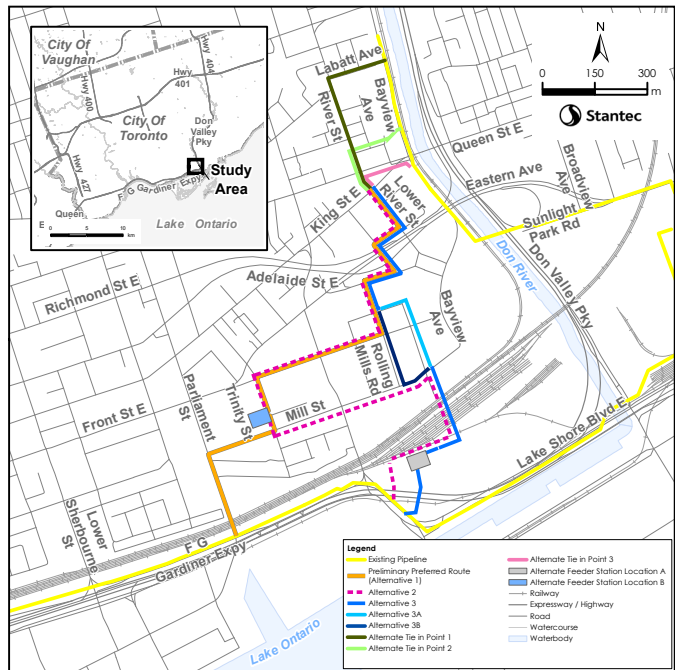 City Of
Vaughan
Hwy 404
Hwy
401
Hwy 400
City Of
Toronto
Don
Valley
Pky
Hwy 427
Study
Area
F G Gardiner Expy
Queen
E
Lake Ontario
0 5 10
km
N
0 150 300
m
Stantec
Labatt Ave
River St
Bayview
Ave
Queen St E
Eastern Ave
Broadview
Ave
Sunlight
Park Rd
Lower
River St
King St E
Don River
Don Valley Pky
Adelaide St E
Richmond St E
Bayview
Ave
Rolling
Mills Rd
Parliament
St
Trinity St
Mill St
Front St E
Lake Shore Blvd E
Lower
Sherbourne
St
F G
Gardiner Expy
Lake Ontario
Legend
Existing Pipeline
Preliminary Preferred Route
(Alternative 1)
Alternative 2
Alternative 3
Alternative 3A
Alternative 3B
Alternate Tie in Point 1
Alternate Tie in Point 2
Alternate Tie in Point 3
Alternate Feeder Station Location A
Alternate Feeder Station Location B
Railway
Expressway / Highway
Road
Watercourse
Waterbody